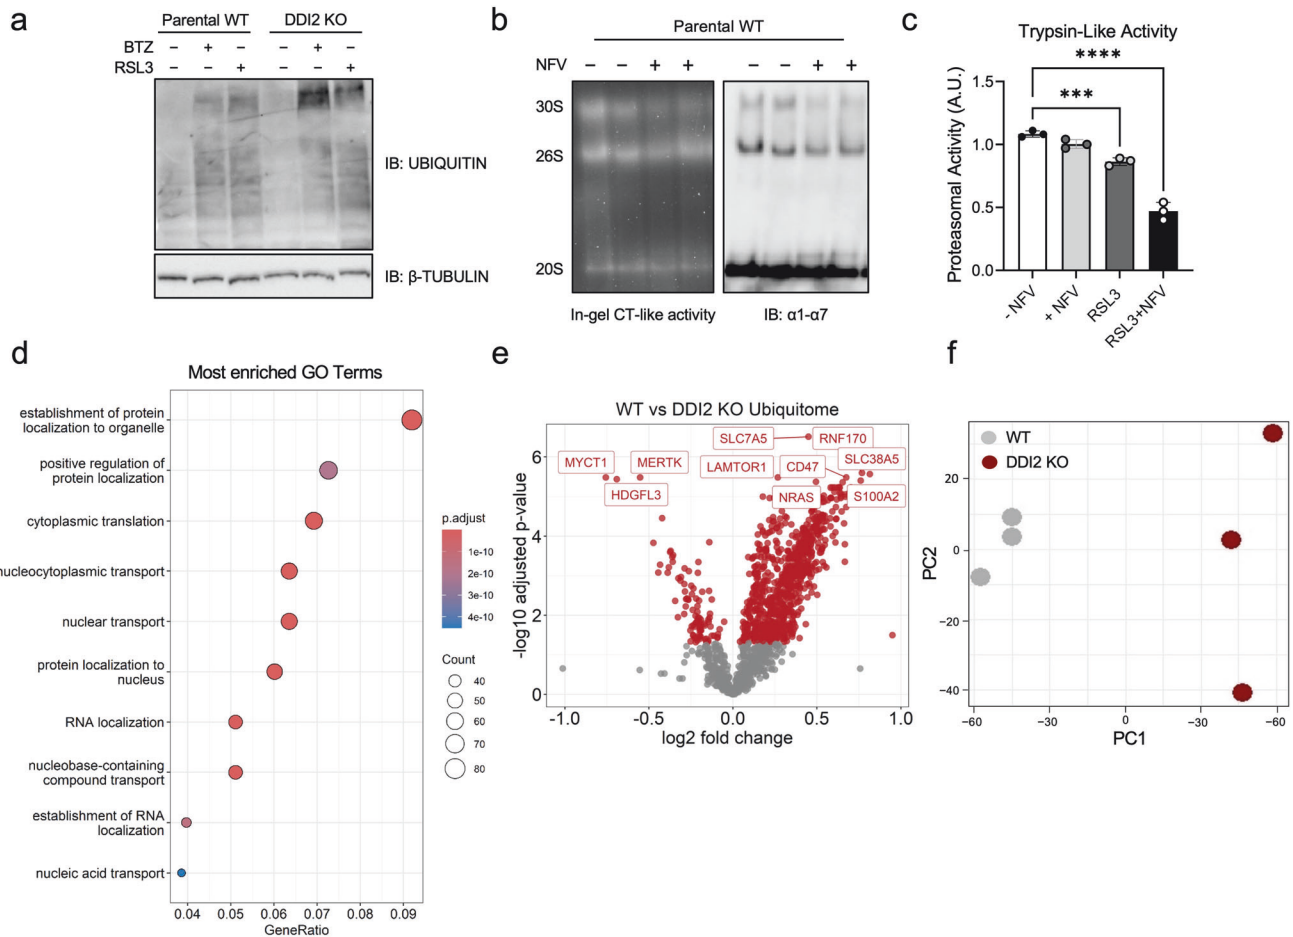 a
Parental WT DDI2 KO
BTZ – + – – + –
RSL3 – – + – – +
IB: UBIQUITIN
IB: β-TUBULIN
b
Parental WT
NFV – – + + – – + +
30S
26S
20S
In-gel CT-like activity
IB: α1-α7
c
Trypsin-Like Activity
****
***
Proteasomal Activity (A.U.)
1.5
1.0
0.5
0.0
- NFV
+ NFV
RSL3
RSL3+NFV
d
Most enriched GO Terms
establishment of protein
localization to organelle
positive regulation of
protein localization
cytoplasmic translation
nucleocytoplasmic transport
nuclear transport
protein localization to
nucleus
RNA localization
nucleobase-containing
compound transport
establishment of RNA
localization
nucleic acid transport
0.04 0.05 0.06 0.07 0.08 0.09
GeneRatio
p.adjust
1e-10
2e-10
3e-10
4e-10
Count
40
50
60
70
80
e
WT vs DDI2 KO Ubiquitome
-log10 adjusted p-value
6
4
2
0
SLC7A5 RNF170
MYCT1 MERTK LAMTOR1 CD47 SLC38A5
HDGFL3 NRAS S100A2
-1.0 -0.5 0.0 0.5 1.0
log2 fold change
f
WT
DDI2 KO
PC2
20
0
−20
−40
−60 −30 0 −30 −60
PC1